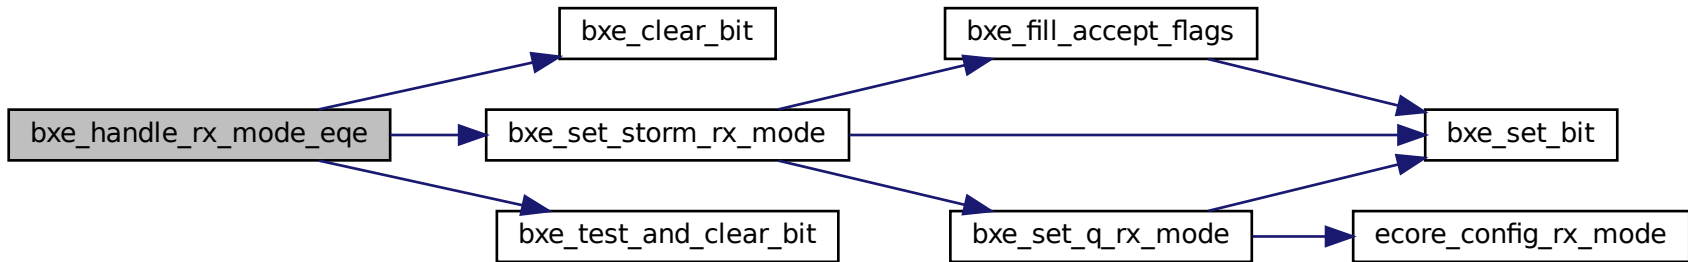 bxe_clear_bit
bxe_fill_accept_flags
bxe_handle_rx_mode_eqe
bxe_set_storm_rx_mode
bxe_set_bit
bxe_test_and_clear_bit
bxe_set_q_rx_mode
ecore_config_rx_mode